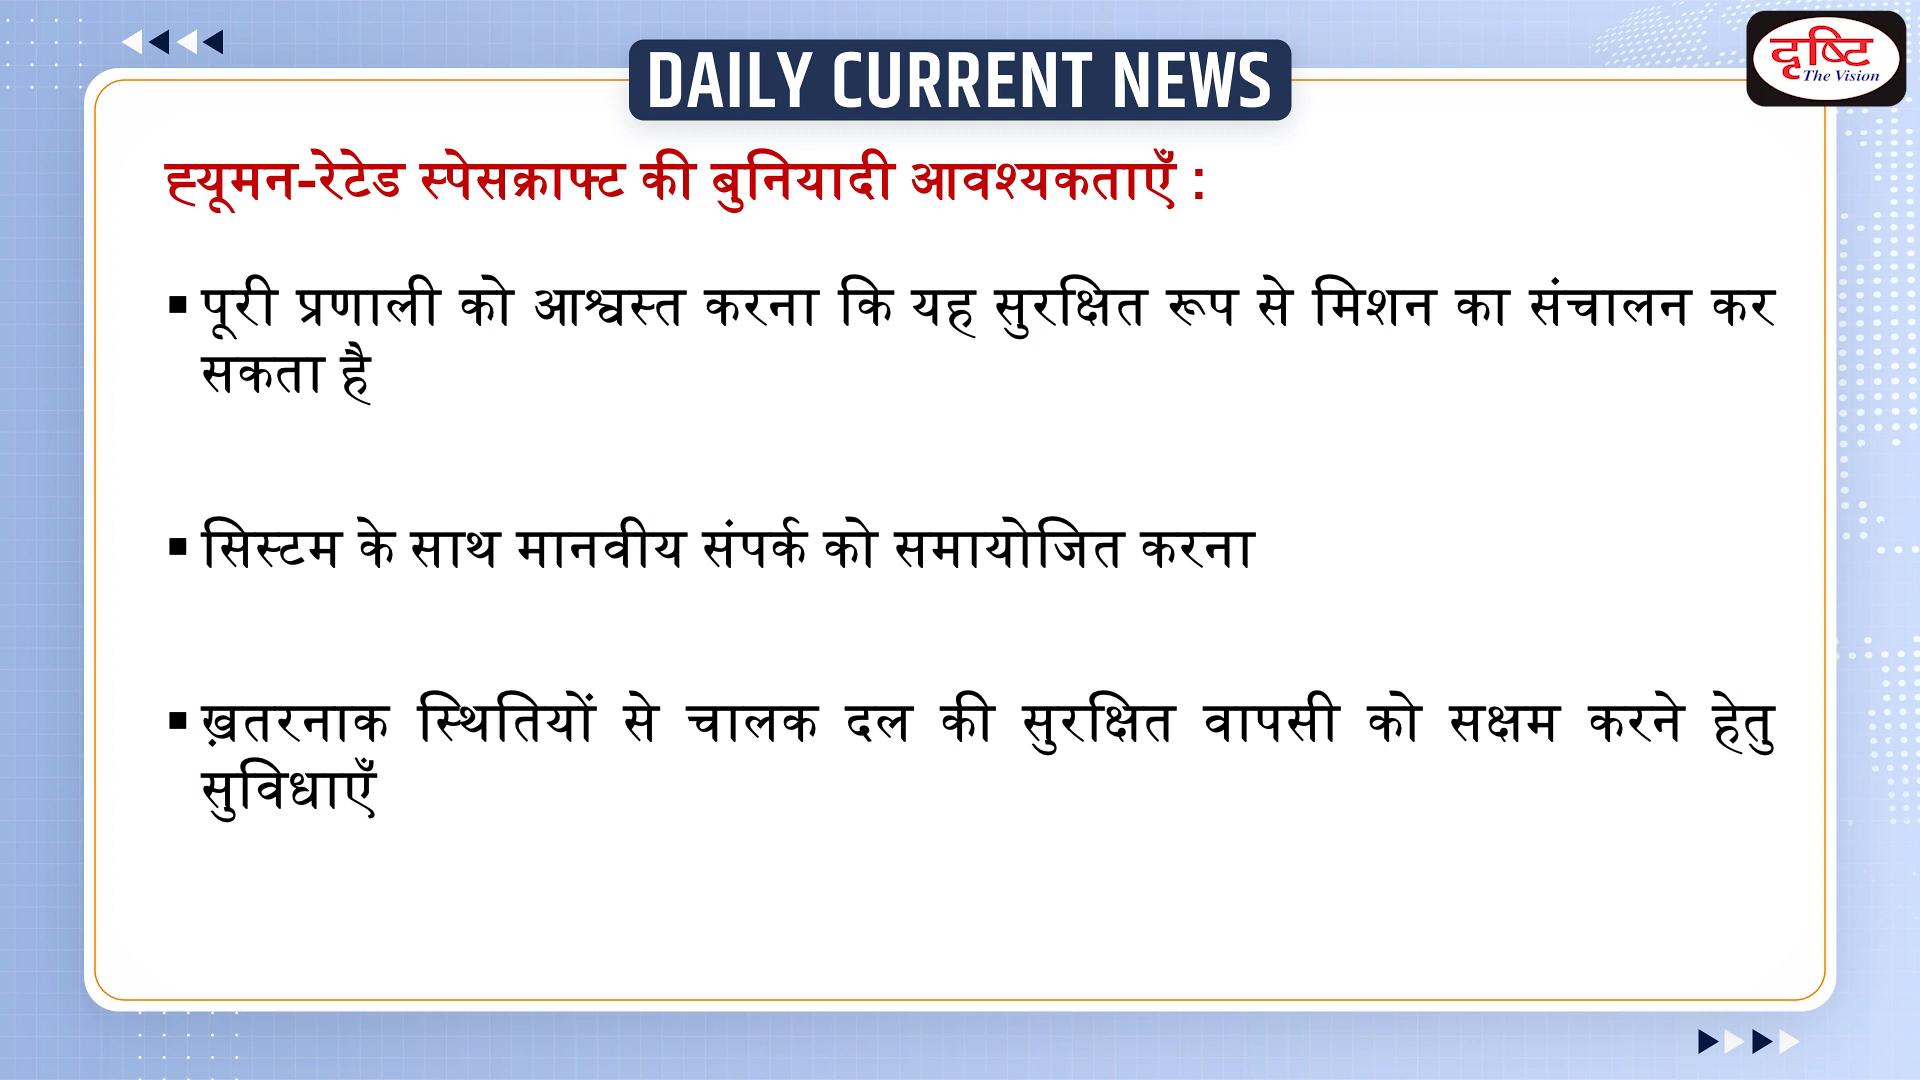 DAILY CURRENT NEWS
दृष्टि
The Vision
ह्यूमन-रेटेड स्पेसक्राफ्ट की बुनियादी आवश्यकताएँ :
▪ पूरी प्रणाली को आश्वस्त करना कि यह सुरक्षित रूप से मिशन का संचालन कर
सकता है
▪ सिस्टम के साथ मानवीय संपर्क को समायोजित करना
▪ ख़तरनाक स्थितियों से चालक दल की सुरक्षित वापसी को सक्षम करने हेतु
सुविधाएँ